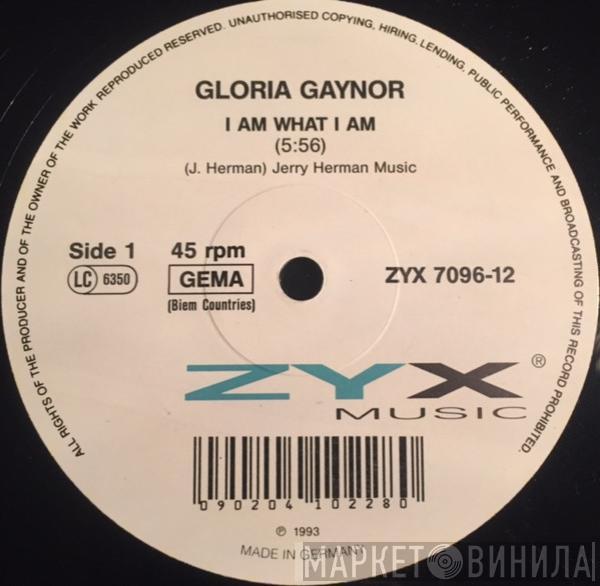 ALL RIGHTS OF THE PRODUCER AND OF THE OWNER OF THE WORK REPRODUCED RESERVED. UNAUTHORISED COPYING, HIRING, LENDING, PUBLIC PERFORMANCE AND BROADCASTING OF THIS RECORD PROHIBITED.
GLORIA GAYNOR
I AM WHAT I AM
(5:56)
(J. Herman) Jerry Herman Music
Side 1 45 rpm
LC 6350 GEMA ZYX 7096-12
(Biem Countries)
ZYX ®
MUSIC
090204 102280
℗ 1993
MADE IN GERMANY
МАРКЕТ ВИНИЛА